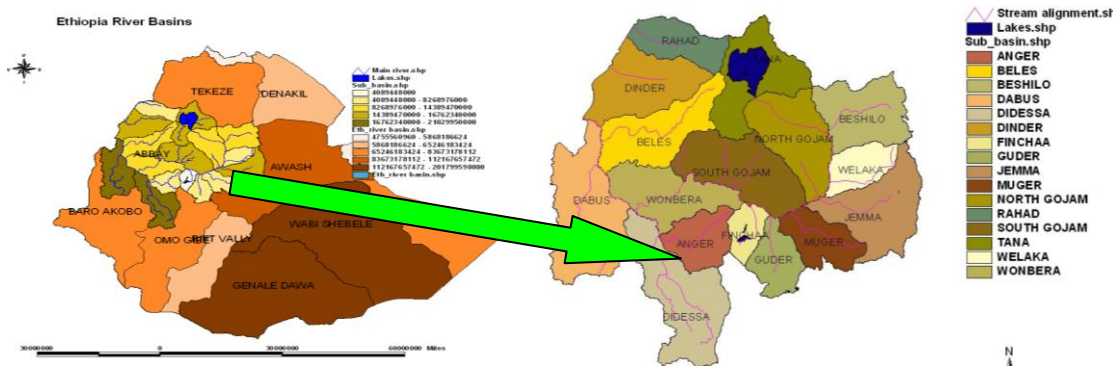 Ethiopia River Basins
TEKEZE
DENAKIL
ABBAY
AWASH
BARO AKOBO
OMO GIBE
RIFT VALLY
WABI SHEBELE
GENALE DAWA
Main river.shp
Lakes.shp
Sub_basin.shp
4089448000
4089448000 - 8268976000
8268976000 - 14389470000
14389470000 - 16762340000
16762340000 - 21029950000
Eth_river basin.shp
4755560960 - 5868186624
5868186624 - 65246183424
65246183424 - 83673178112
83673178112 - 112167657472
112167657472 - 201799598080
Eth_river basin.shp
30000000 0 30000000 60000000 Miles
RAHAD
DINDER
BELES
NORTH GOJAM
BESHILO
WELAKA
SOUTH GOJAM
DABUS
WONBERA
JEMMA
ANGER
FINCHAA
MUGER
GUDER
DIDESSA
Stream alignment.sh
Lakes.shp
Sub_basin.shp
ANGER
BELES
BESHILO
DABUS
DIDESSA
DINDER
FINCHAA
GUDER
JEMMA
MUGER
NORTH GOJAM
RAHAD
SOUTH GOJAM
TANA
WELAKA
WONBERA
N